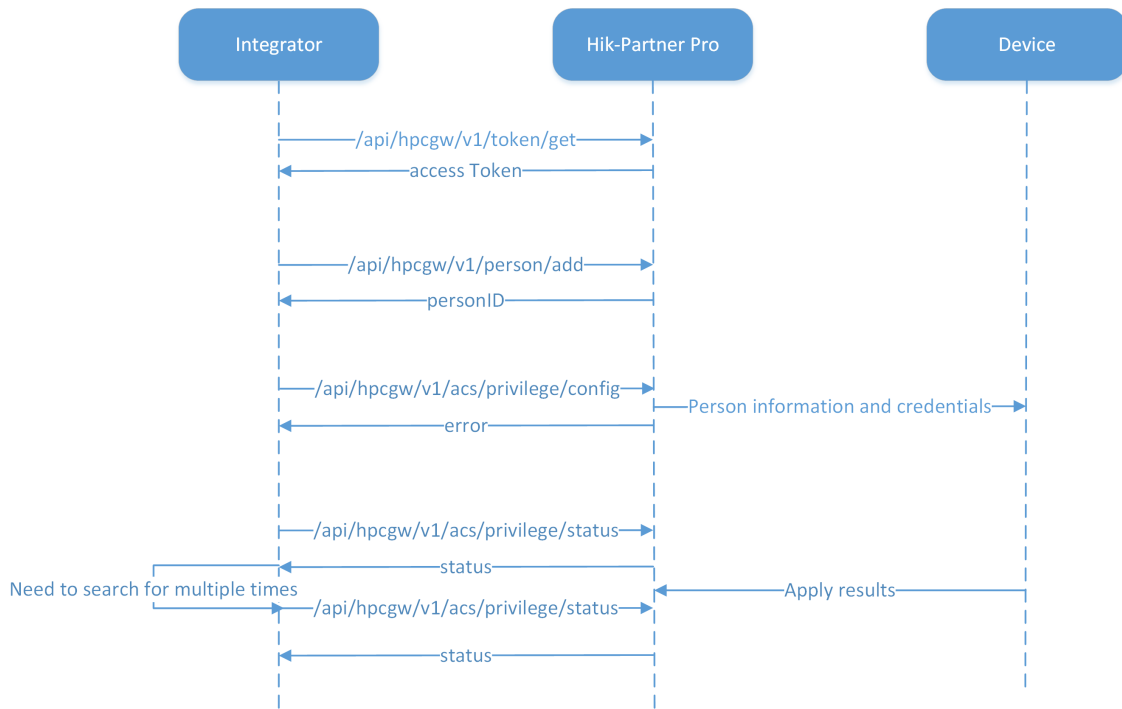 Integrator
Hik-Partner Pro
Device
/api/hpcgw/v1/token/get
access Token
/api/hpcgw/v1/person/add
personID
/api/hpcgw/v1/acs/privilege/config
Person information and credentials
error
/api/hpcgw/v1/acs/privilege/status
status
Need to search for multiple times
Apply results
/api/hpcgw/v1/acs/privilege/status
status